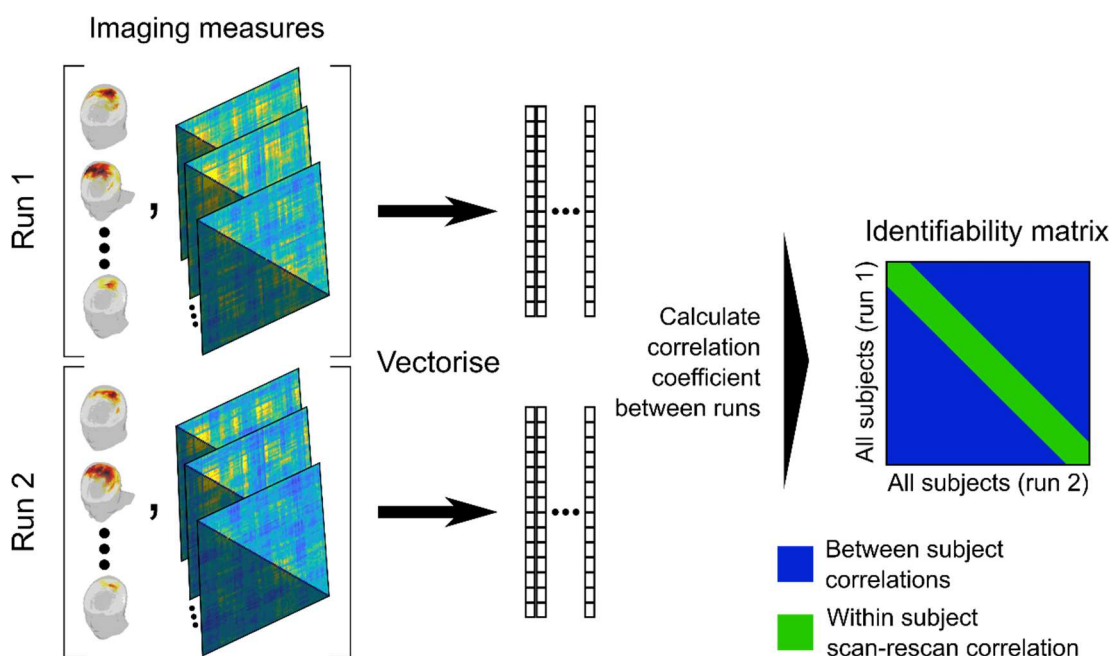 Imaging measures
Run 1
,
Run 2
,
Vectorise
Calculate
correlation
coefficient
between runs
Identifiability matrix
All subjects (run 1)
All subjects (run 2)
Between subject
correlations
Within subject
scan-rescan correlation